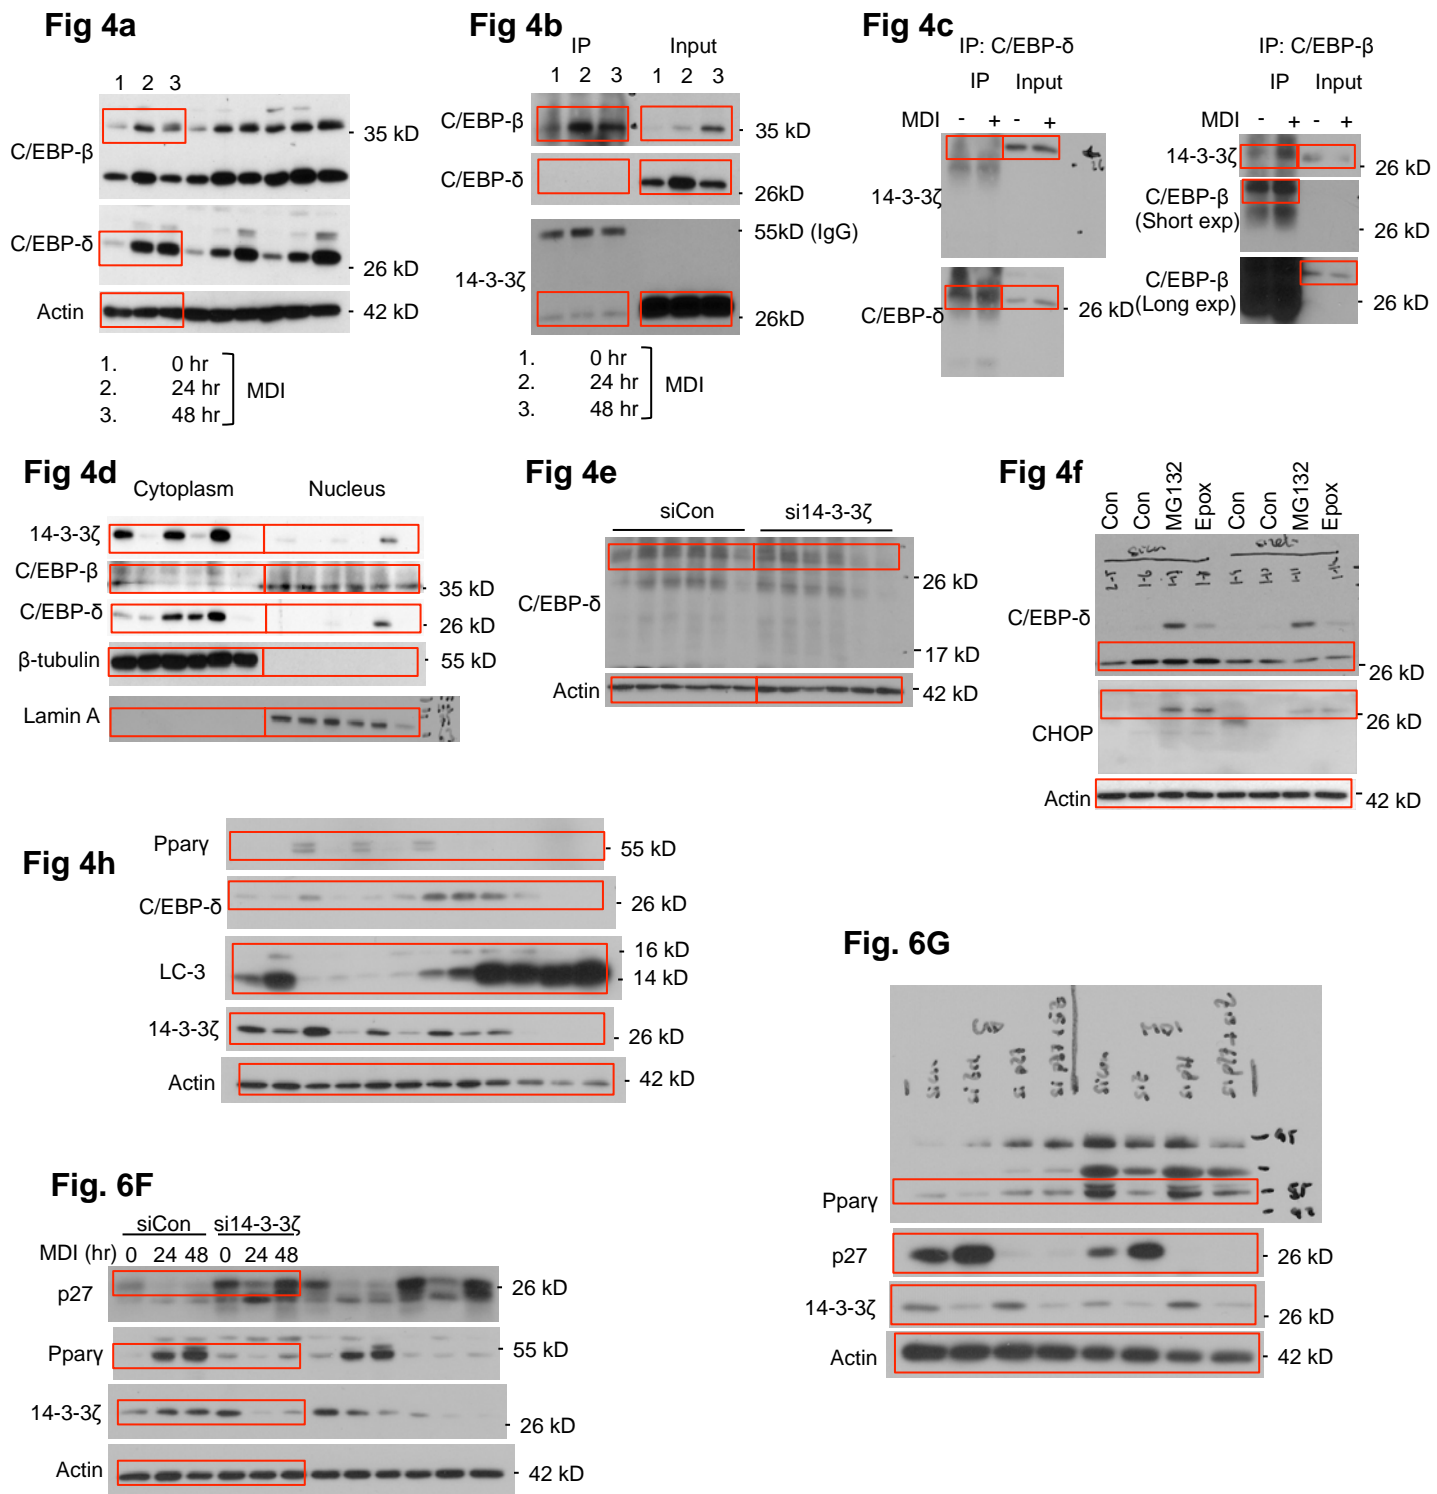 Fig 4a
1 2 3
C/EBP-β
35 kD
C/EBP-δ
26 kD
Actin
42 kD
1. 0 hr
2. 24 hr
3. 48 hr
MDI
Fig 4b
IP Input
1 2 3 1 2 3
C/EBP-β
35 kD
C/EBP-δ
26kD
55kD (IgG)
14-3-3ζ
26kD
1. 0 hr
2. 24 hr
3. 48 hr
MDI
Fig 4c
IP: C/EBP-δ
IP Input
MDI - + - +
14-3-3ζ
C/EBP-δ
26 kD
IP: C/EBP-β
IP Input
MDI - + - +
14-3-3ζ
26 kD
C/EBP-β
(Short exp)
26 kD
C/EBP-β
(Long exp)
26 kD
Fig 4d
Cytoplasm Nucleus
14-3-3ζ
C/EBP-β
35 kD
C/EBP-δ
26 kD
β-tubulin
55 kD
Lamin A
Fig 4e
siCon si14-3-3ζ
26 kD
C/EBP-δ
17 kD
Actin
42 kD
Fig 4f
Con Con MG132 Epox Con Con MG132 Epox
C/EBP-δ
26 kD
26 kD
CHOP
Actin
42 kD
Fig 4h
Pparγ
55 kD
C/EBP-δ
26 kD
16 kD
LC-3
14 kD
14-3-3ζ
26 kD
Actin
42 kD
Fig. 6F
siCon si14-3-3ζ
MDI (hr) 0 24 48 0 24 48
p27
26 kD
Pparγ
55 kD
14-3-3ζ
26 kD
Actin
42 kD
Fig. 6G
MDI
siCon si p27 siCon si p27
Pparγ
55
p27
26 kD
14-3-3ζ
26 kD
Actin
42 kD